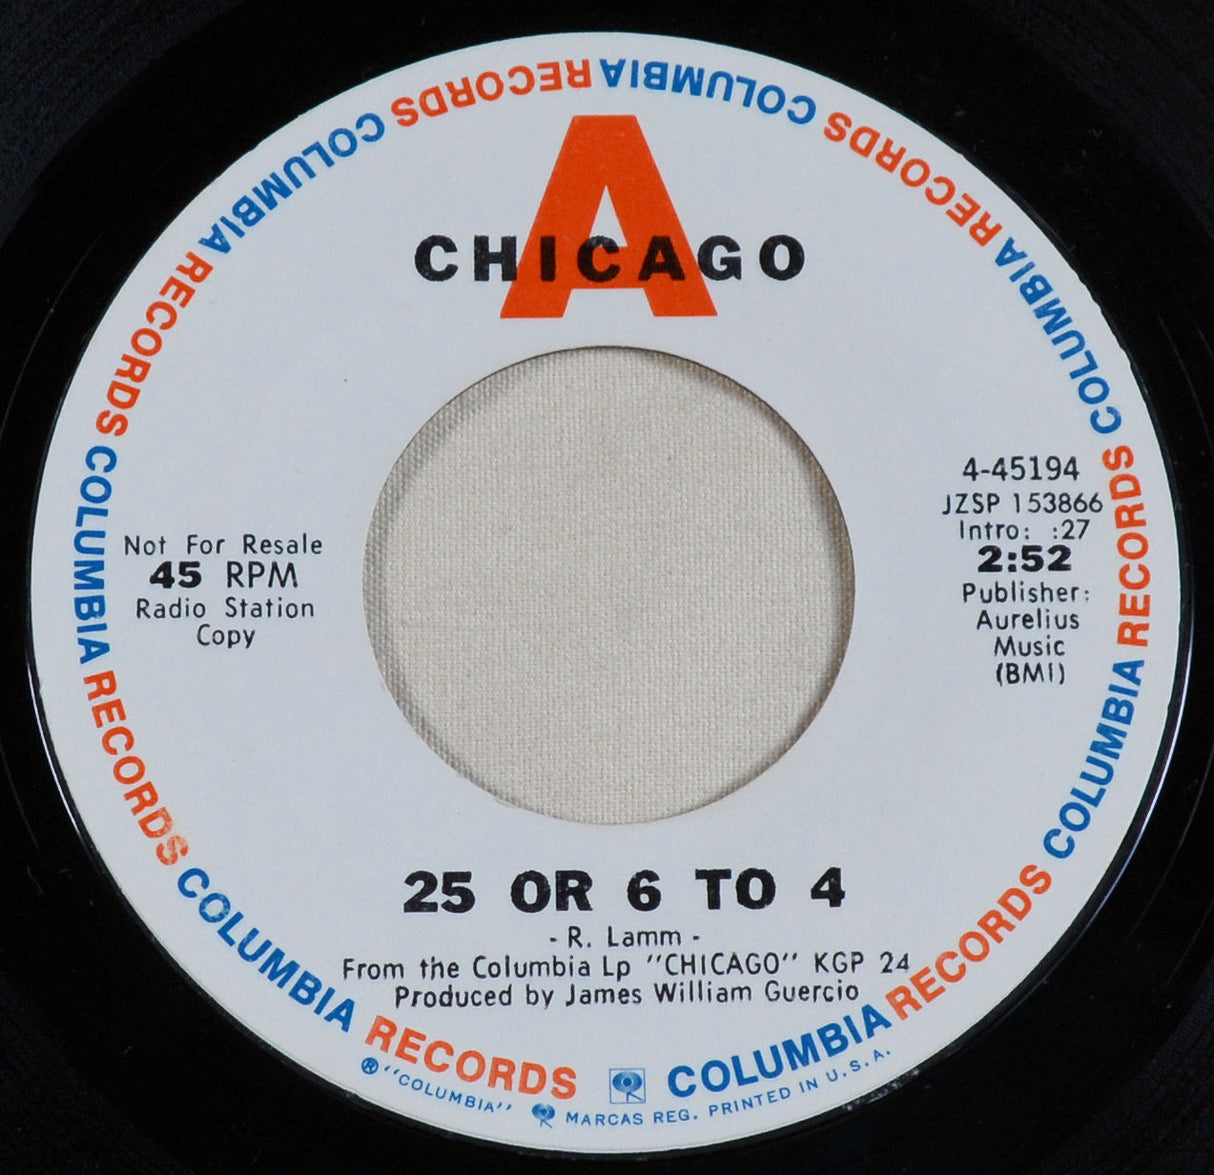 A
CHICAGO
4-45194
JZSP 153866
Intro: :27
2:52
Publisher:
Aurelius
Music
(BMI)
Not For Resale
45 RPM
Radio Station
Copy
25 OR 6 TO 4
- R. Lamm -
From the Columbia Lp "CHICAGO" KGP 24
Produced by James William Guercio
COLUMBIA RECORDS COLUMBIA RECORDS COLUMBIA RECORDS COLUMBIA RECORDS COLUMBIA RECORDS COLUMBIA RECORDS COLUMBIA RECORDS
® "COLUMBIA" MARCAS REG. PRINTED IN U.S.A.